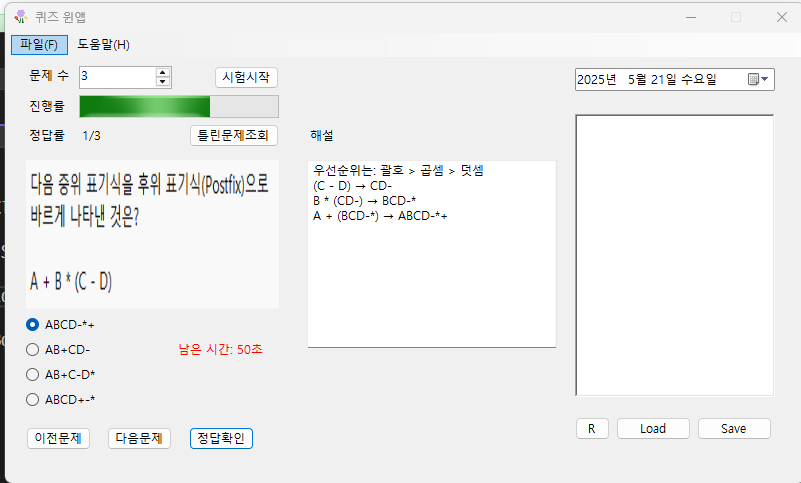 퀴즈 윈앱
파일(F) 도움말(H)
문제 수 3 시험시작
진행률
정답률 1/3 틀린문제조회
다음 중위 표기식을 후위 표기식(Postfix)으로
바르게 나타낸 것은?
A + B * (C - D)
ABCD-*+
AB+CD-
AB+C-D*
ABCD+-*
남은 시간: 50초
이전문제 다음문제 정답확인
해설
우선순위는: 괄호 > 곱셈 > 덧셈
(C - D) → CD-
B * (CD-) → BCD-*
A + (BCD-*) → ABCD-*+
2025년 5월 21일 수요일
R Load Save